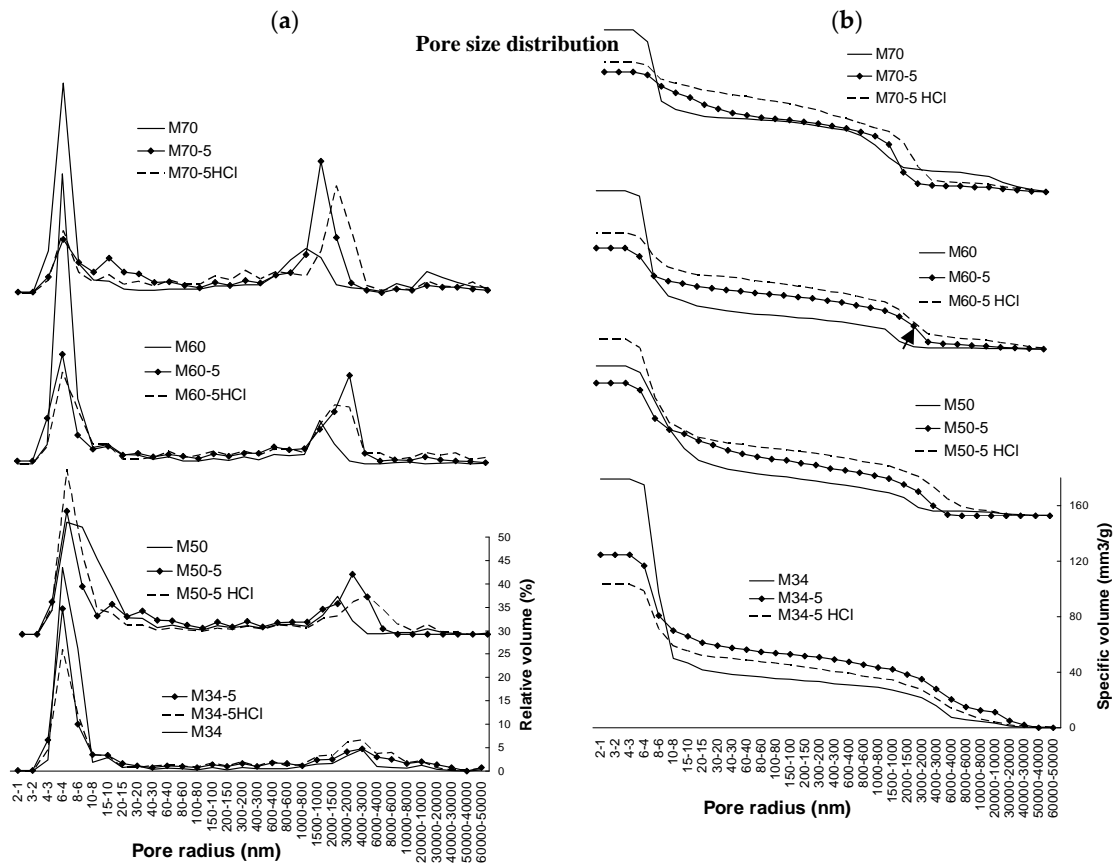 (a)
(b)
Pore size distribution
M70
M70-5
M70-5HCl
M60
M60-5
M60-5HCl
M50
M50-5
M50-5 HCl
M34-5
M34-5HCl
M34
50
45
40
35
30
25
20
15
10
5
0
Relative volume (%)
2-1
3-2
4-3
6-4
8-6
10-8
15-10
20-15
30-20
40-30
60-40
80-60
100-80
150-100
200-150
300-200
400-300
600-400
800-600
1000-800
1500-1000
2000-1500
3000-2000
4000-3000
6000-4000
8000-6000
10000-8000
20000-10000
30000-20000
40000-30000
50000-40000
60000-50000
Pore radius (nm)
M70
M70-5
M70-5 HCl
M60
M60-5
M60-5 HCl
M50
M50-5
M50-5 HCl
M34
M34-5
M34-5 HCl
160
120
80
40
0
Specific volume (mm3/g)
2-1
3-2
4-3
6-4
8-6
10-8
15-10
20-15
30-20
40-30
60-40
80-60
100-80
150-100
200-150
300-200
400-300
600-400
800-600
1000-800
1500-1000
2000-1500
3000-2000
4000-3000
6000-4000
8000-6000
10000-8000
20000-10000
30000-20000
40000-30000
50000-40000
60000-50000
Pore radius (nm)